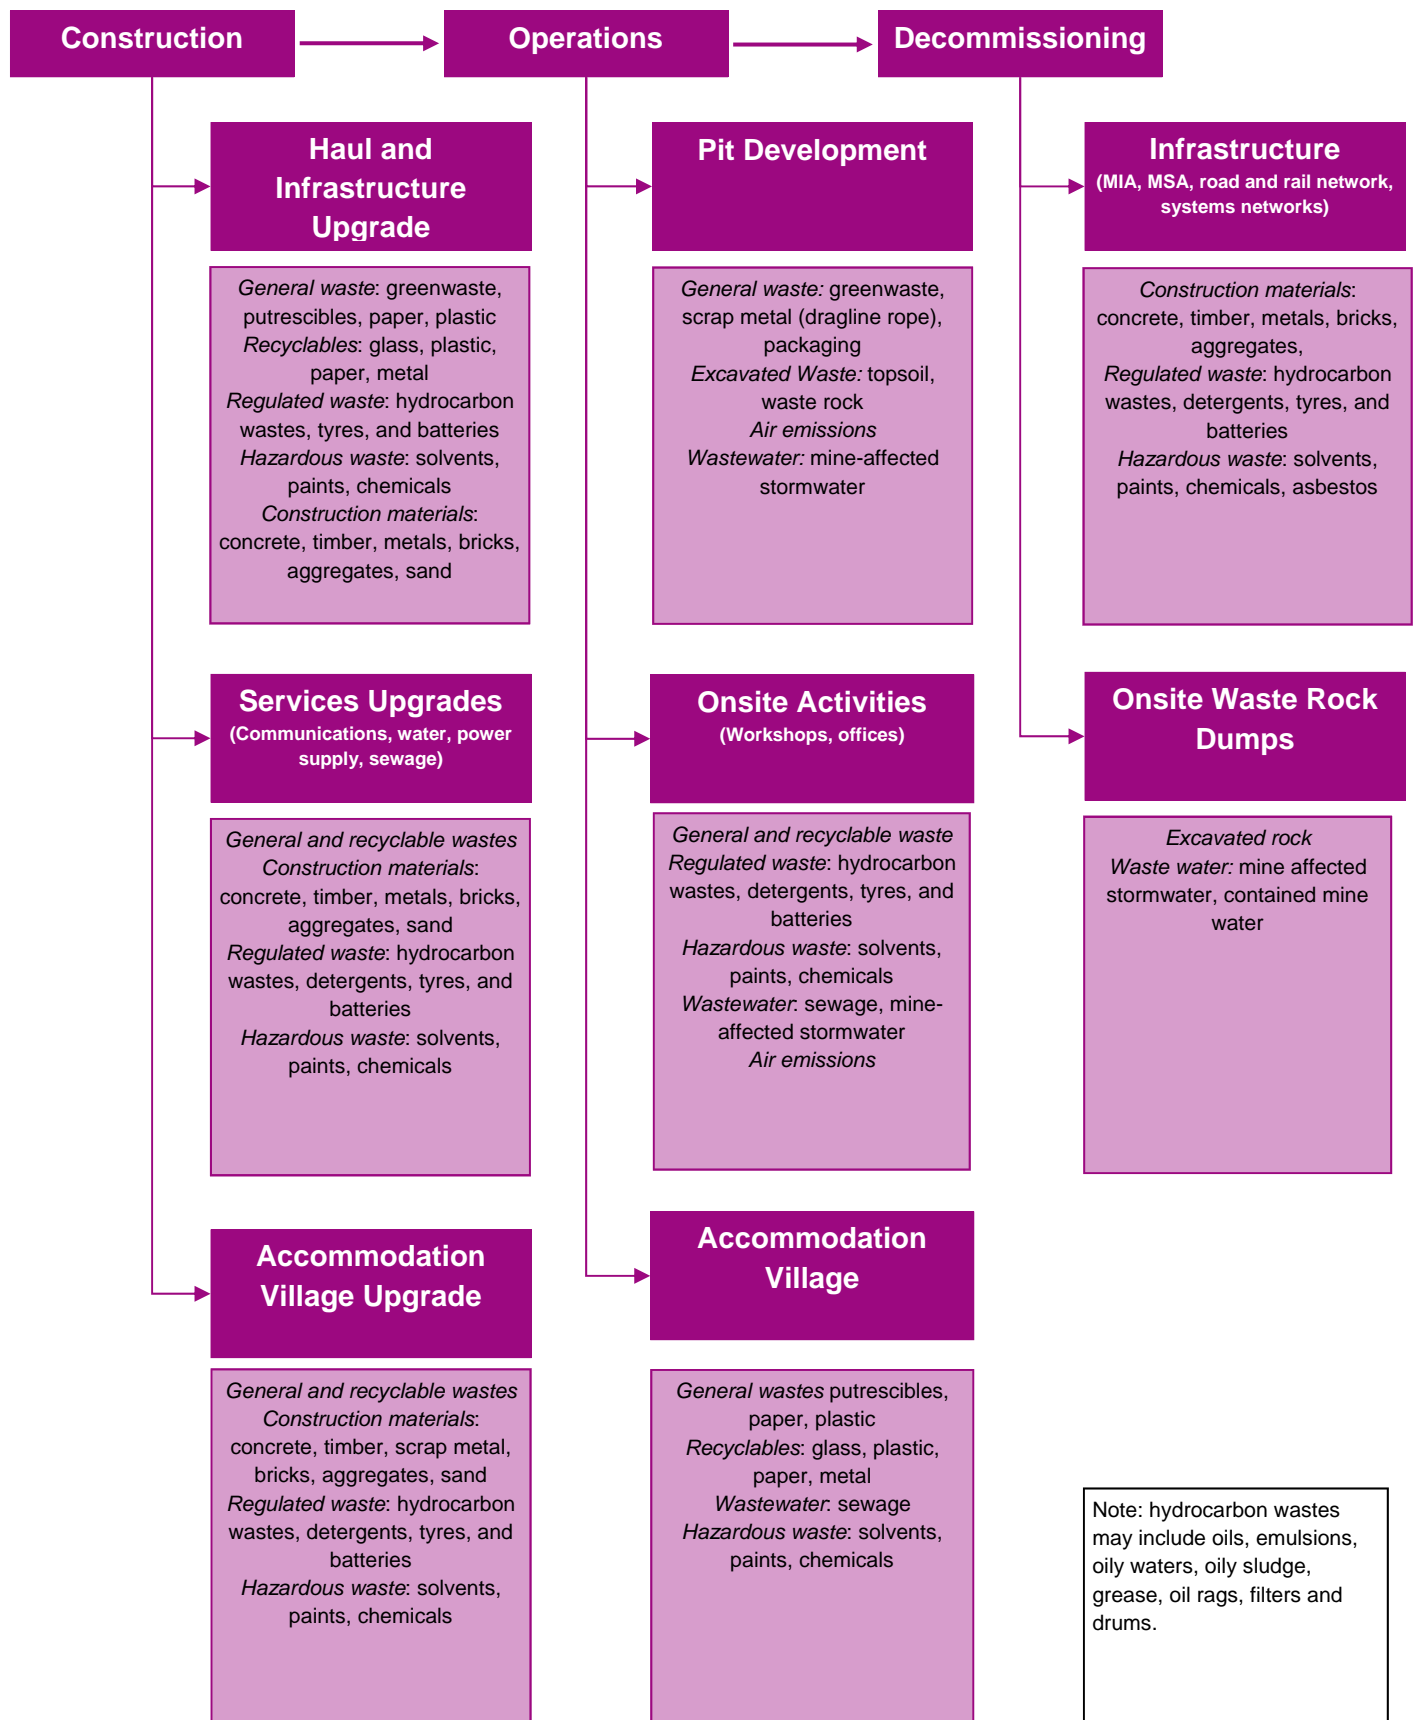 Construction
Operations
Decommissioning
Haul and
Infrastructure
Upgrade
General waste: greenwaste,
putrescibles, paper, plastic
Recyclables: glass, plastic,
paper, metal
Regulated waste: hydrocarbon
wastes, tyres, and batteries
Hazardous waste: solvents,
paints, chemicals
Construction materials:
concrete, timber, metals, bricks,
aggregates, sand
Services Upgrades
(Communications, water, power
supply, sewage)
General and recyclable wastes
Construction materials:
concrete, timber, metals, bricks,
aggregates, sand
Regulated waste: hydrocarbon
wastes, detergents, tyres, and
batteries
Hazardous waste: solvents,
paints, chemicals
Accommodation
Village Upgrade
General and recyclable wastes
Construction materials:
concrete, timber, scrap metal,
bricks, aggregates, sand
Regulated waste: hydrocarbon
wastes, detergents, tyres, and
batteries
Hazardous waste: solvents,
paints, chemicals
Pit Development
General waste: greenwaste,
scrap metal (dragline rope),
packaging
Excavated Waste: topsoil,
waste rock
Air emissions
Wastewater: mine-affected
stormwater
Onsite Activities
(Workshops, offices)
General and recyclable waste
Regulated waste: hydrocarbon
wastes, detergents, tyres, and
batteries
Hazardous waste: solvents,
paints, chemicals
Wastewater: sewage, mine-
affected stormwater
Air emissions
Accommodation
Village
General wastes putrescibles,
paper, plastic
Recyclables: glass, plastic,
paper, metal
Wastewater: sewage
Hazardous waste: solvents,
paints, chemicals
Infrastructure
(MIA, MSA, road and rail network,
systems networks)
Construction materials:
concrete, timber, metals, bricks,
aggregates,
Regulated waste: hydrocarbon
wastes, detergents, tyres, and
batteries
Hazardous waste: solvents,
paints, chemicals, asbestos
Onsite Waste Rock
Dumps
Excavated rock
Waste water: mine affected
stormwater, contained mine
water
Note: hydrocarbon wastes
may include oils, emulsions,
oily waters, oily sludge,
grease, oil rags, filters and
drums.